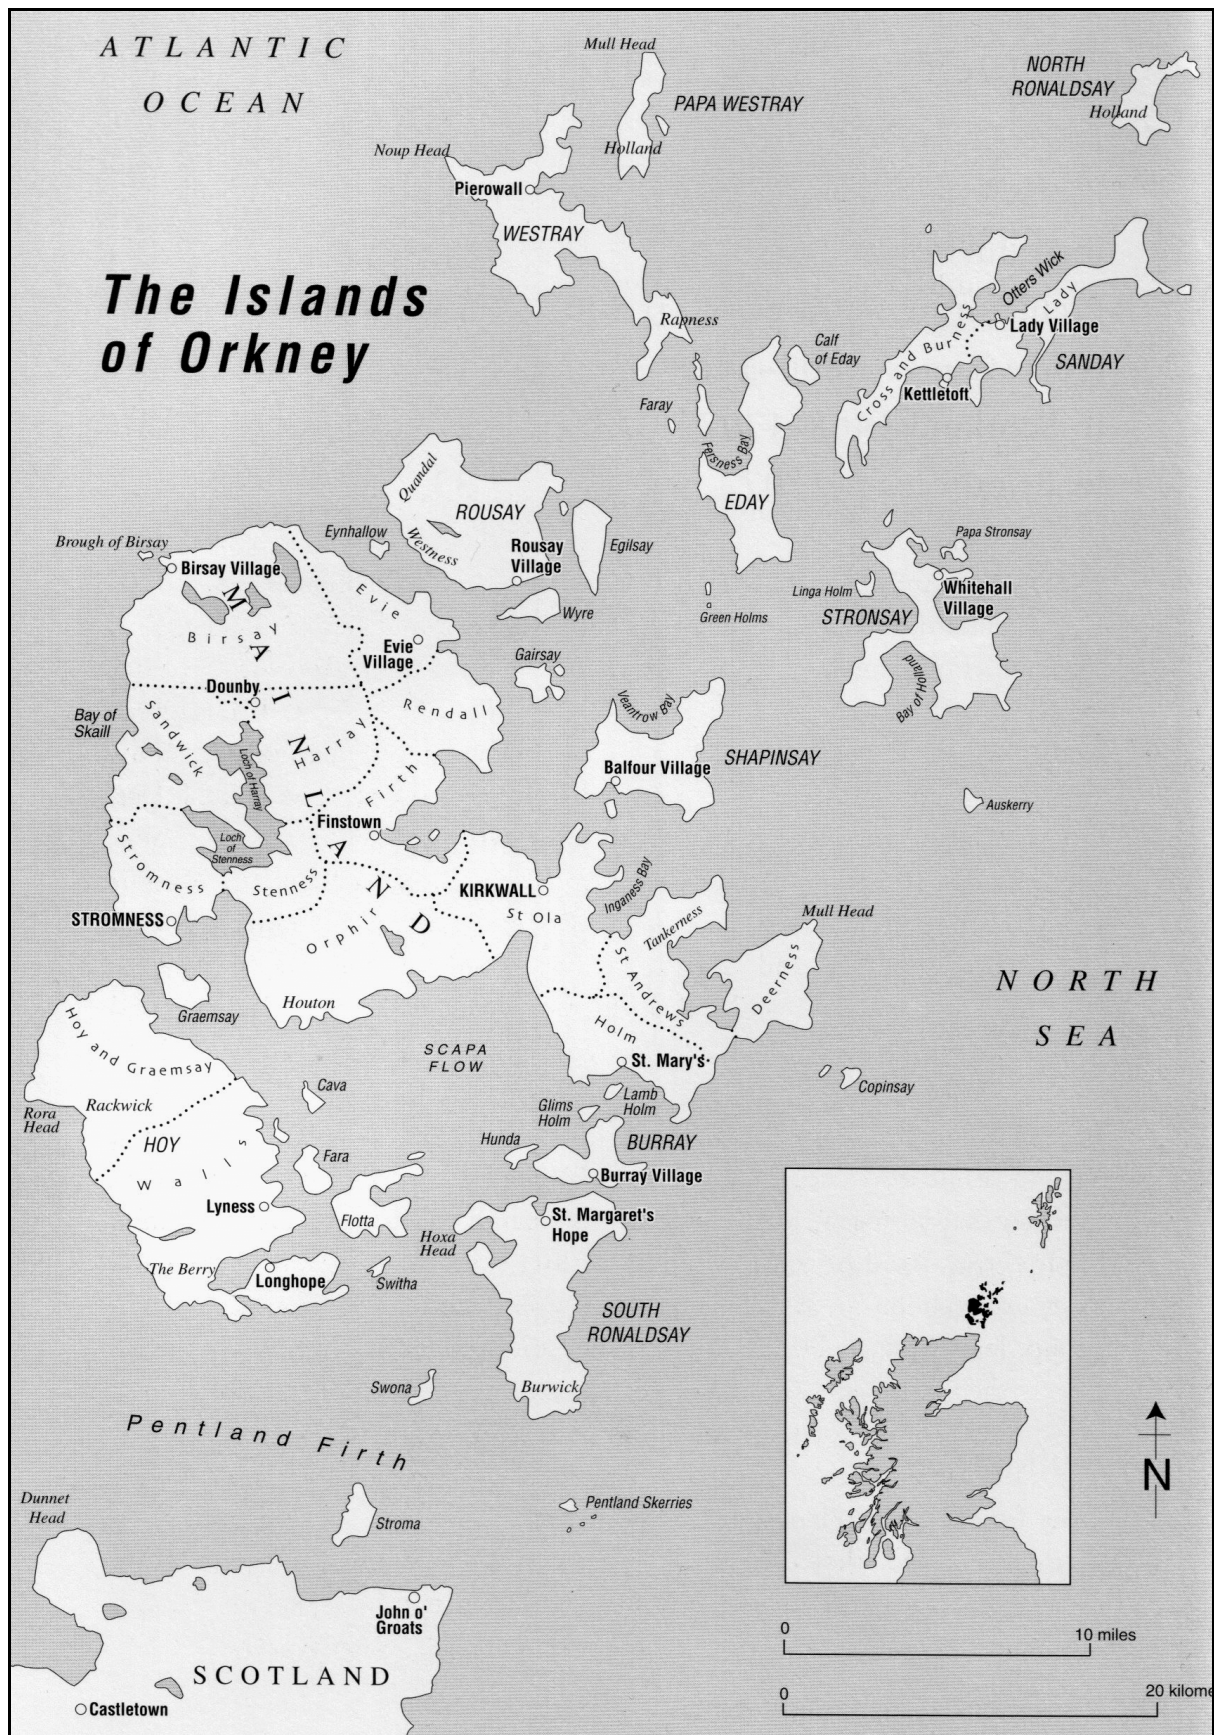 ATLANTIC
OCEAN
Mull Head
PAPA WESTRAY
NORTH
RONALDSAY
Holland
Noup Head
Holland
Pierowall
WESTRAY
The Islands
of Orkney
Rapness
Otters Wick
Lady
Lady Village
SANDAY
Cross and Burness
Kettletoft
Calf
of Eday
Faray
Fersness Bay
EDAY
Quandal
ROUSAY
Westness
Rousay
Village
Eynhallow
Egilsay
Brough of Birsay
Birsay Village
Papa Stronsay
Whitehall
Village
Linga Holm
STRONSAY
Bay of Holland
Green Holms
Wyre
Evie
Birsay
MAINLAND
Evie
Village
Gairsay
Dounby
Veantrow Bay
Rendall
Bay of
Skaill
Sandwick
Harray
Loch of Harray
SHAPINSAY
Balfour Village
Firth
Auskerry
Finstown
Loch
of
Stenness
Stromness
Stenness
KIRKWALL
St Ola
Inganess Bay
STROMNESS
Orphir
Tankerness
Mull Head
St Andrews
Deerness
NORTH
SEA
Graemsay
Houton
Holm
Hoy and Graemsay
SCAPA
FLOW
St. Mary's
Copinsay
Cava
Rackwick
Rora
Head
Lamb
Holm
Glims
Holm
HOY
Walls
Hunda
BURRAY
Fara
Burray Village
Lyness
Flotta
St. Margaret's
Hope
Hoxa
Head
The Berry
Longhope
Switha
SOUTH
RONALDSAY
Swona
Burwick
Pentland Firth
N
Dunnet
Head
Stroma
Pentland Skerries
John o'
Groats
SCOTLAND
Castletown
0
10 miles
0
20 kilome